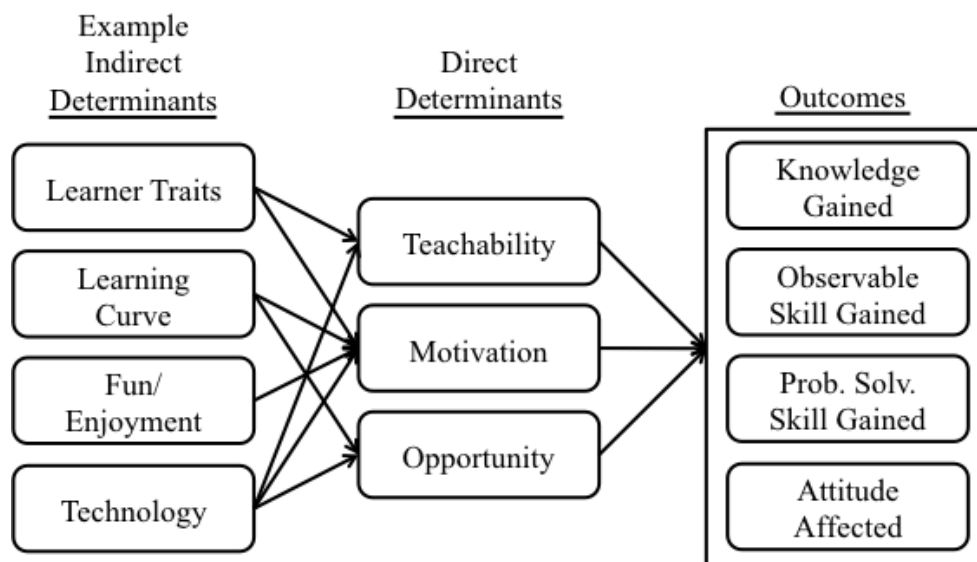 Example
Indirect
Determinants
Direct
Determinants
Outcomes
Learner Traits
Learning
Curve
Fun/
Enjoyment
Technology
Teachability
Motivation
Opportunity
Knowledge
Gained
Observable
Skill Gained
Prob. Solv.
Skill Gained
Attitude
Affected